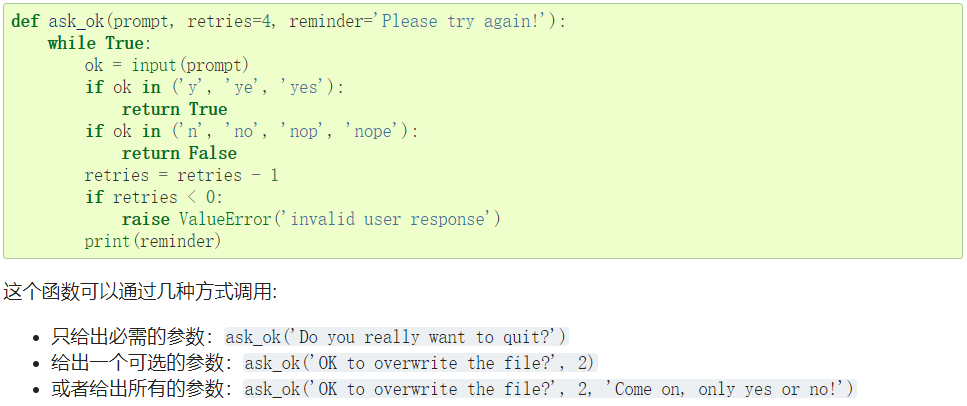 def ask_ok(prompt, retries=4, reminder='Please try again!'):
    while True:
        ok = input(prompt)
        if ok in ('y', 'ye', 'yes'):
            return True
        if ok in ('n', 'no', 'nop', 'nope'):
            return False
        retries = retries - 1
        if retries < 0:
            raise ValueError('invalid user response')
        print(reminder)
这个函数可以通过几种方式调用:
• 只给出必需的参数：ask_ok('Do you really want to quit?')
• 给出一个可选的参数：ask_ok('OK to overwrite the file?', 2)
• 或者给出所有的参数：ask_ok('OK to overwrite the file?', 2, 'Come on, only yes or no!')